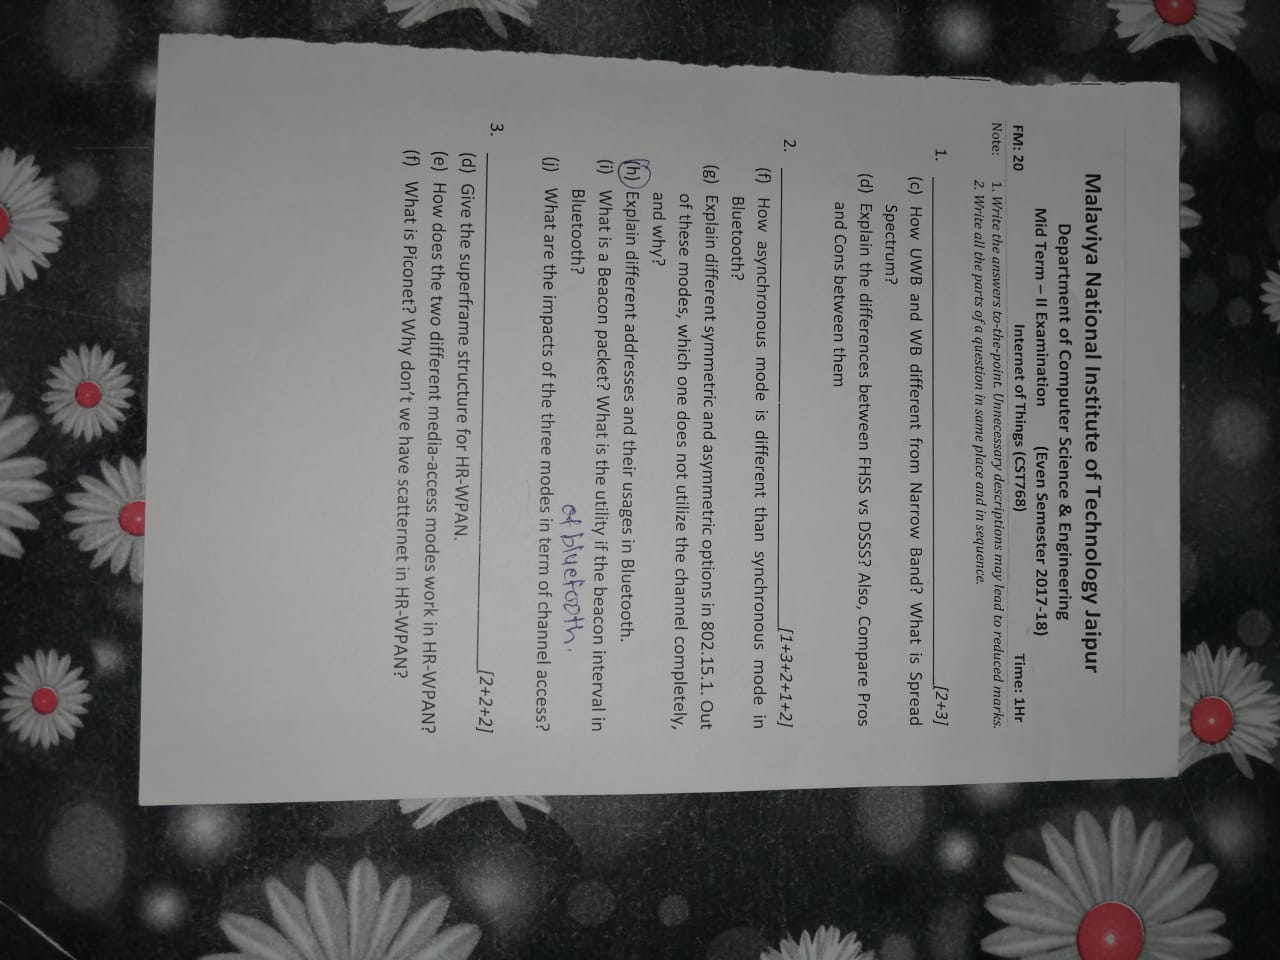 Malaviya National Institute of Technology Jaipur
Department of Computer Science & Engineering
Mid Term – II Examination (Even Semester 2017-18)
FM: 20 Internet of Things (CST768) Time: 1Hr
Note: 1. Write the answers to-the-point. Unnecessary descriptions may lead to reduced marks.
2. Write all the parts of a question in same place and in sequence.
1. [2+3]
(c) How UWB and WB different from Narrow Band? What is Spread
Spectrum?
(d) Explain the differences between FHSS vs DSSS? Also, Compare Pros
and Cons between them
2. [1+3+2+1+2]
(f) How asynchronous mode is different than synchronous mode in
Bluetooth?
(g) Explain different symmetric and asymmetric options in 802.15.1. Out
of these modes, which one does not utilize the channel completely,
and why?
(h) Explain different addresses and their usages in Bluetooth.
(i) What is a Beacon packet? What is the utility if the beacon interval in
Bluetooth?
of bluetooth.
(j) What are the impacts of the three modes in term of channel access?
3. [2+2+2]
(d) Give the superframe structure for HR-WPAN.
(e) How does the two different media-access modes work in HR-WPAN?
(f) What is Piconet? Why don't we have scatternet in HR-WPAN?